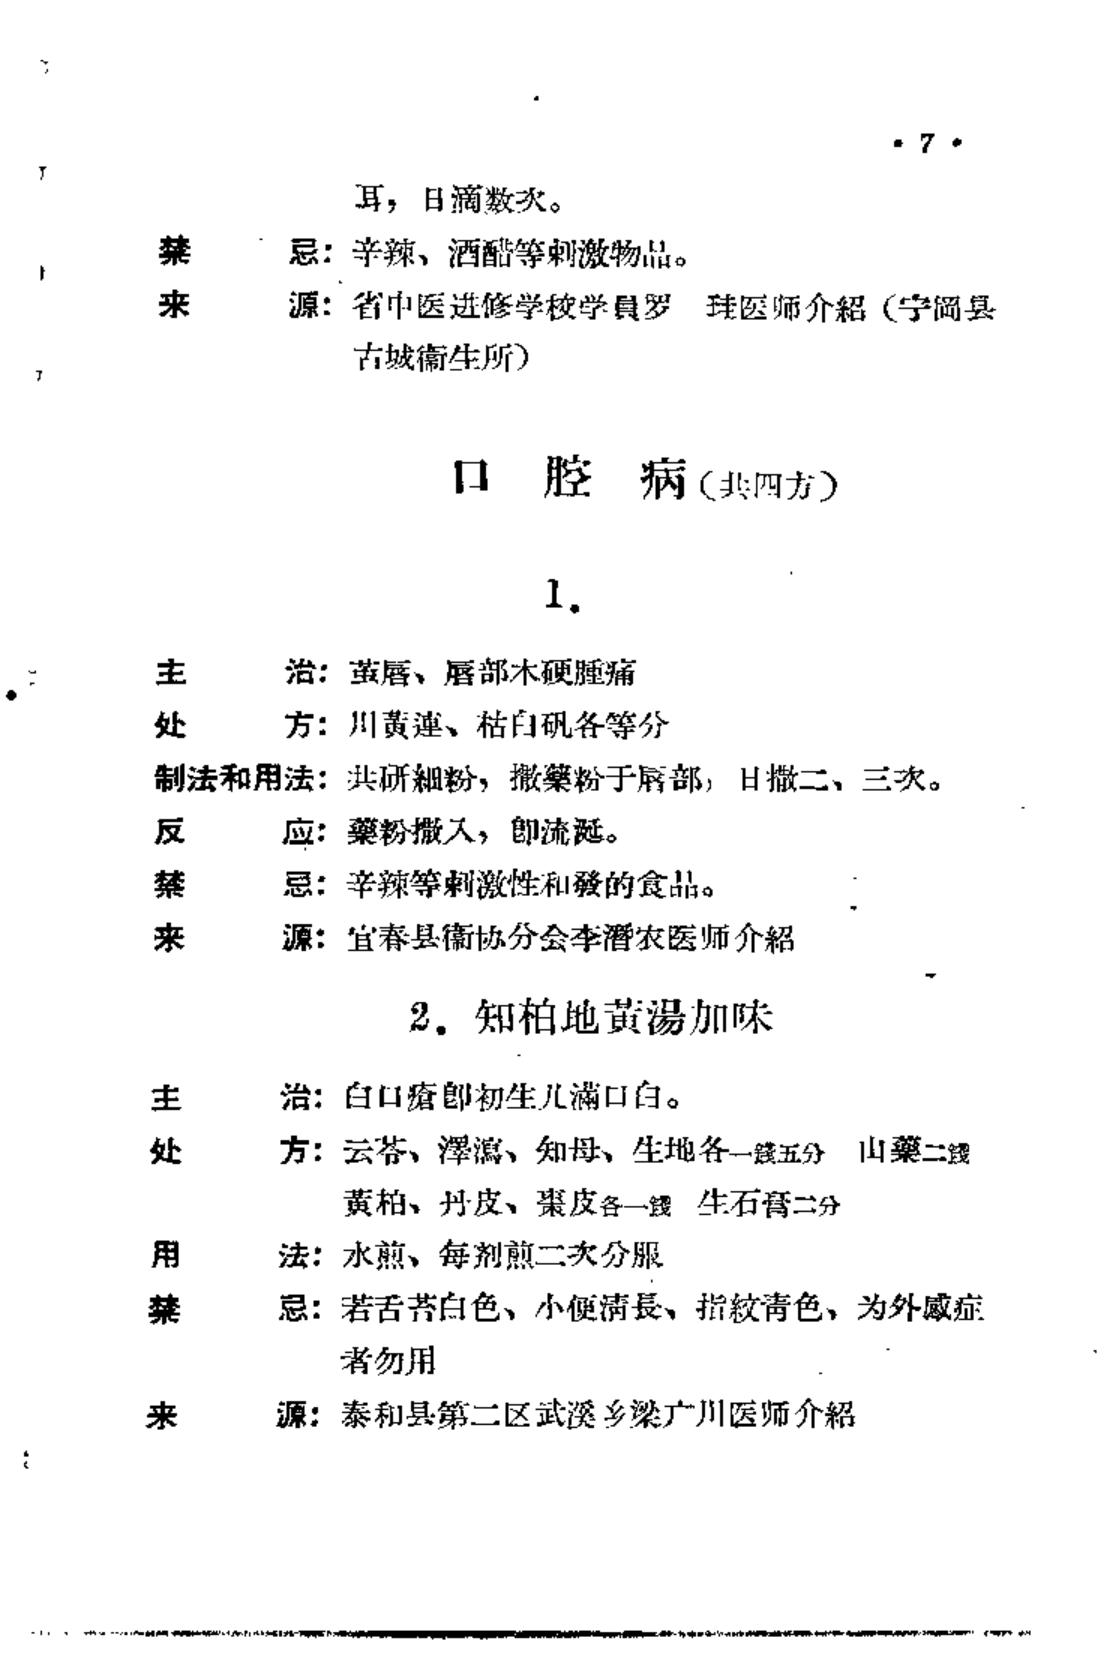 • 7 •
耳，日滴数次。
禁　　忌：辛辣、酒醋等刺激物品。
来　　源：省中医进修学校学員罗　珪医师介紹（宁岡县
古城衞生所）
口　腔　病（共四方）
1.
主　　治：茧唇、唇部木硬腫痛
处　　方：川黃連、枯白矾各等分
制法和用法：共研細粉，撒藥粉于唇部，日撒二、三次。
反　　应：藥粉撒入，卽流涎。
禁　　忌：辛辣等刺激性和發的食品。
来　　源：宜春县衞协分会李潛农医师介紹
2. 知柏地黃湯加味
主　　治：白口瘡卽初生儿滿口白。
处　　方：云苓、澤瀉、知母、生地各一錢五分　山藥二錢
黃柏、丹皮、棗皮各一錢　生石膏二分
用　　法：水煎、每剂煎二次分服
禁　　忌：若舌苔白色、小便淸長、指紋靑色、为外感症
者勿用
来　　源：泰和县第二区武溪乡梁广川医师介紹